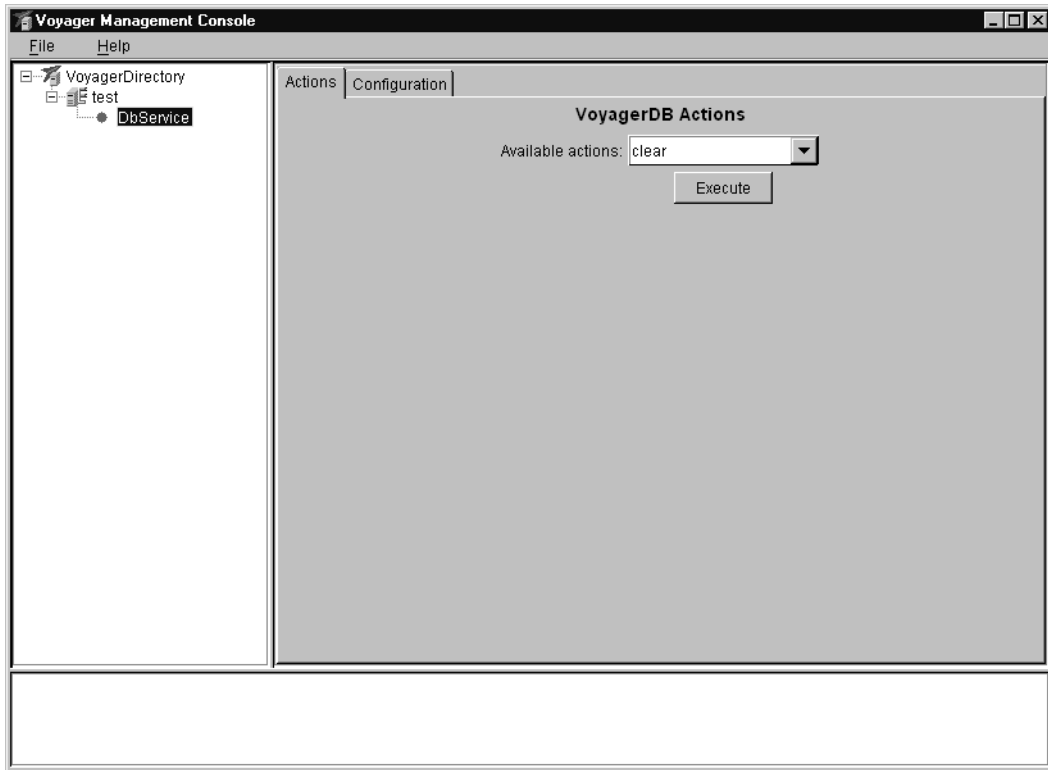 Voyager Management Console
File Help
VoyagerDirectory
test
DbService
Actions Configuration
VoyagerDB Actions
Available actions: clear
Execute